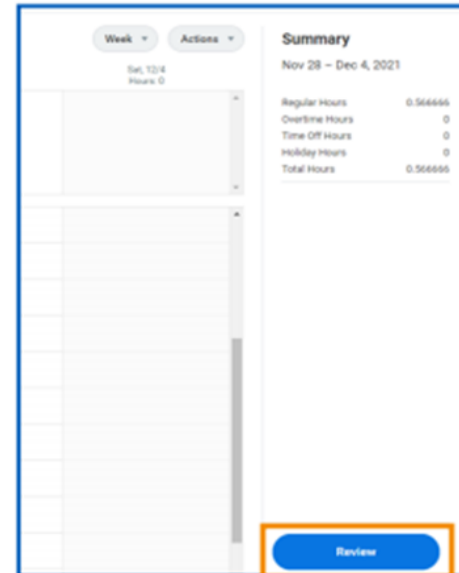 Week Actions
Sat, 12/4
Hours: 0
Summary
Nov 28 – Dec 4, 2021
Regular Hours 0.566666
Overtime Hours 0
Time Off Hours 0
Holiday Hours 0
Total Hours 0.566666
Review